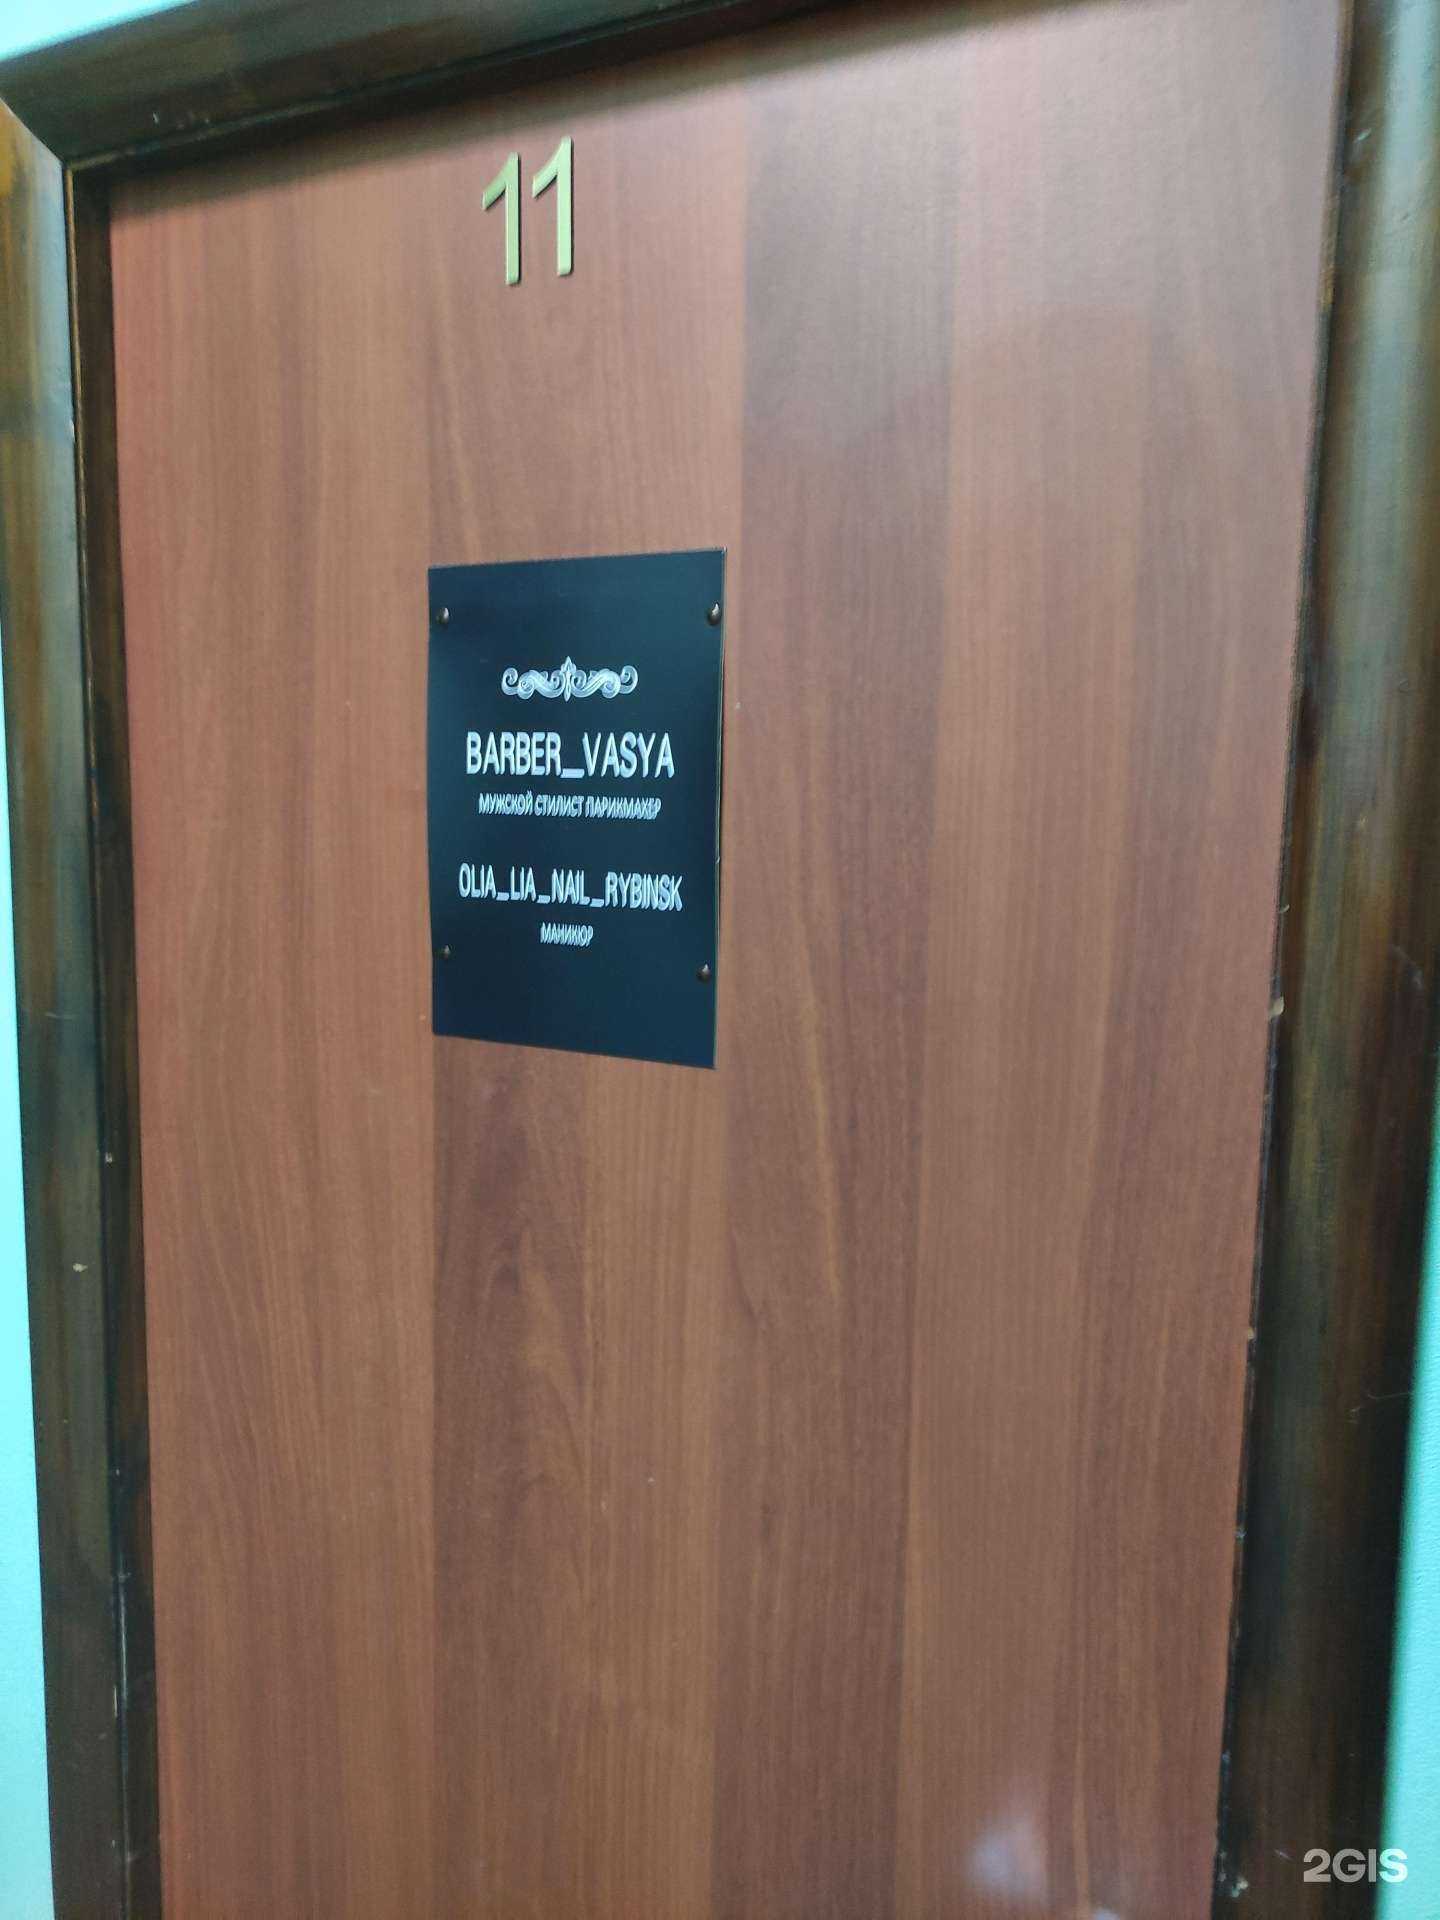 11
BARBER_VASYA
МУЖСКОЙ СТИЛИСТ ПАРИКМАХЕР
OLIA_LIA_NAIL_RYBINSK
МАНИКЮР
2GIS